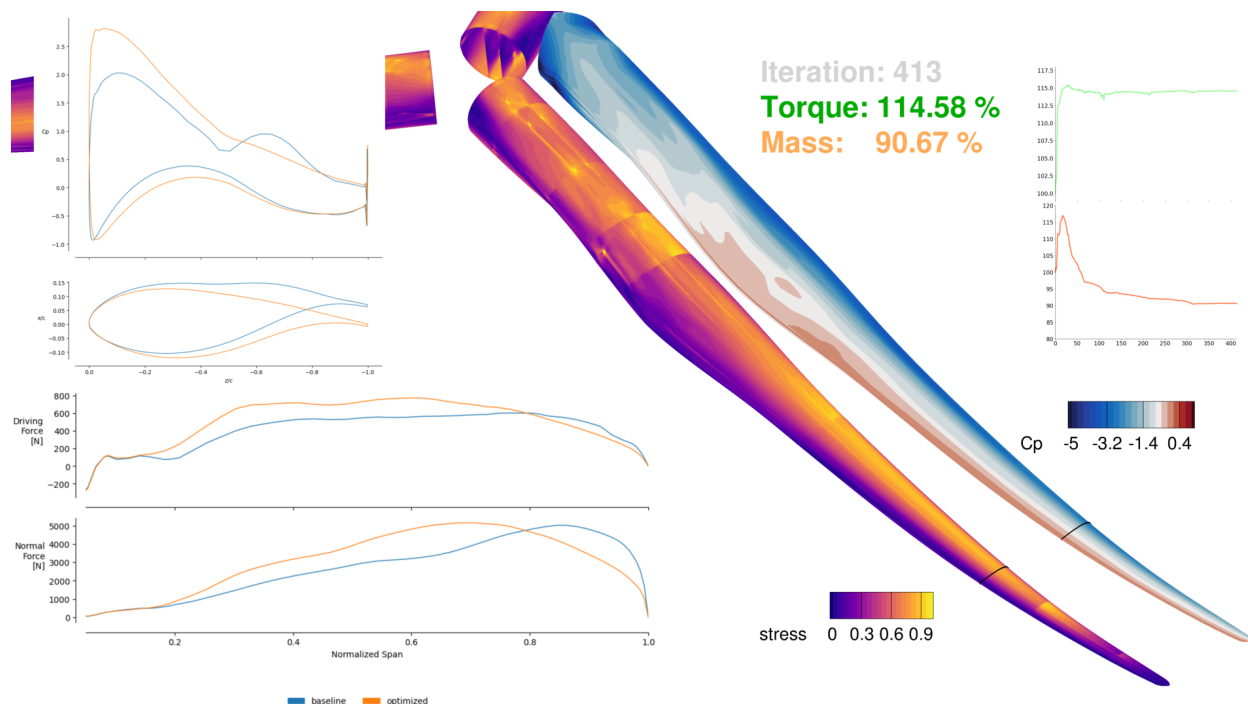 2.5
2.0
1.5
Cp 1.0
0.5
0.0
−0.5
−1.0
0.15
0.10
0.05
x/c 0.00
−0.05
−0.10
0.0 −0.2 −0.4 −0.6 −0.8 −1.0
z/c
800
Driving 600
Force 400
[N] 200
0
−200
5000
Normal 4000
Force 3000
[N] 2000
1000
0
0.2 0.4 0.6 0.8 1.0
Normalized Span
baseline optimized
Iteration: 413
Torque: 114.58 %
Mass: 90.67 %
117.5
115.0
112.5
110.0
107.5
105.0
102.5
100.0
120
115
110
105
100
95
90
85
80
0 50 100 150 200 250 300 350 400
Cp -5 -3.2 -1.4 0.4
stress 0 0.3 0.6 0.9